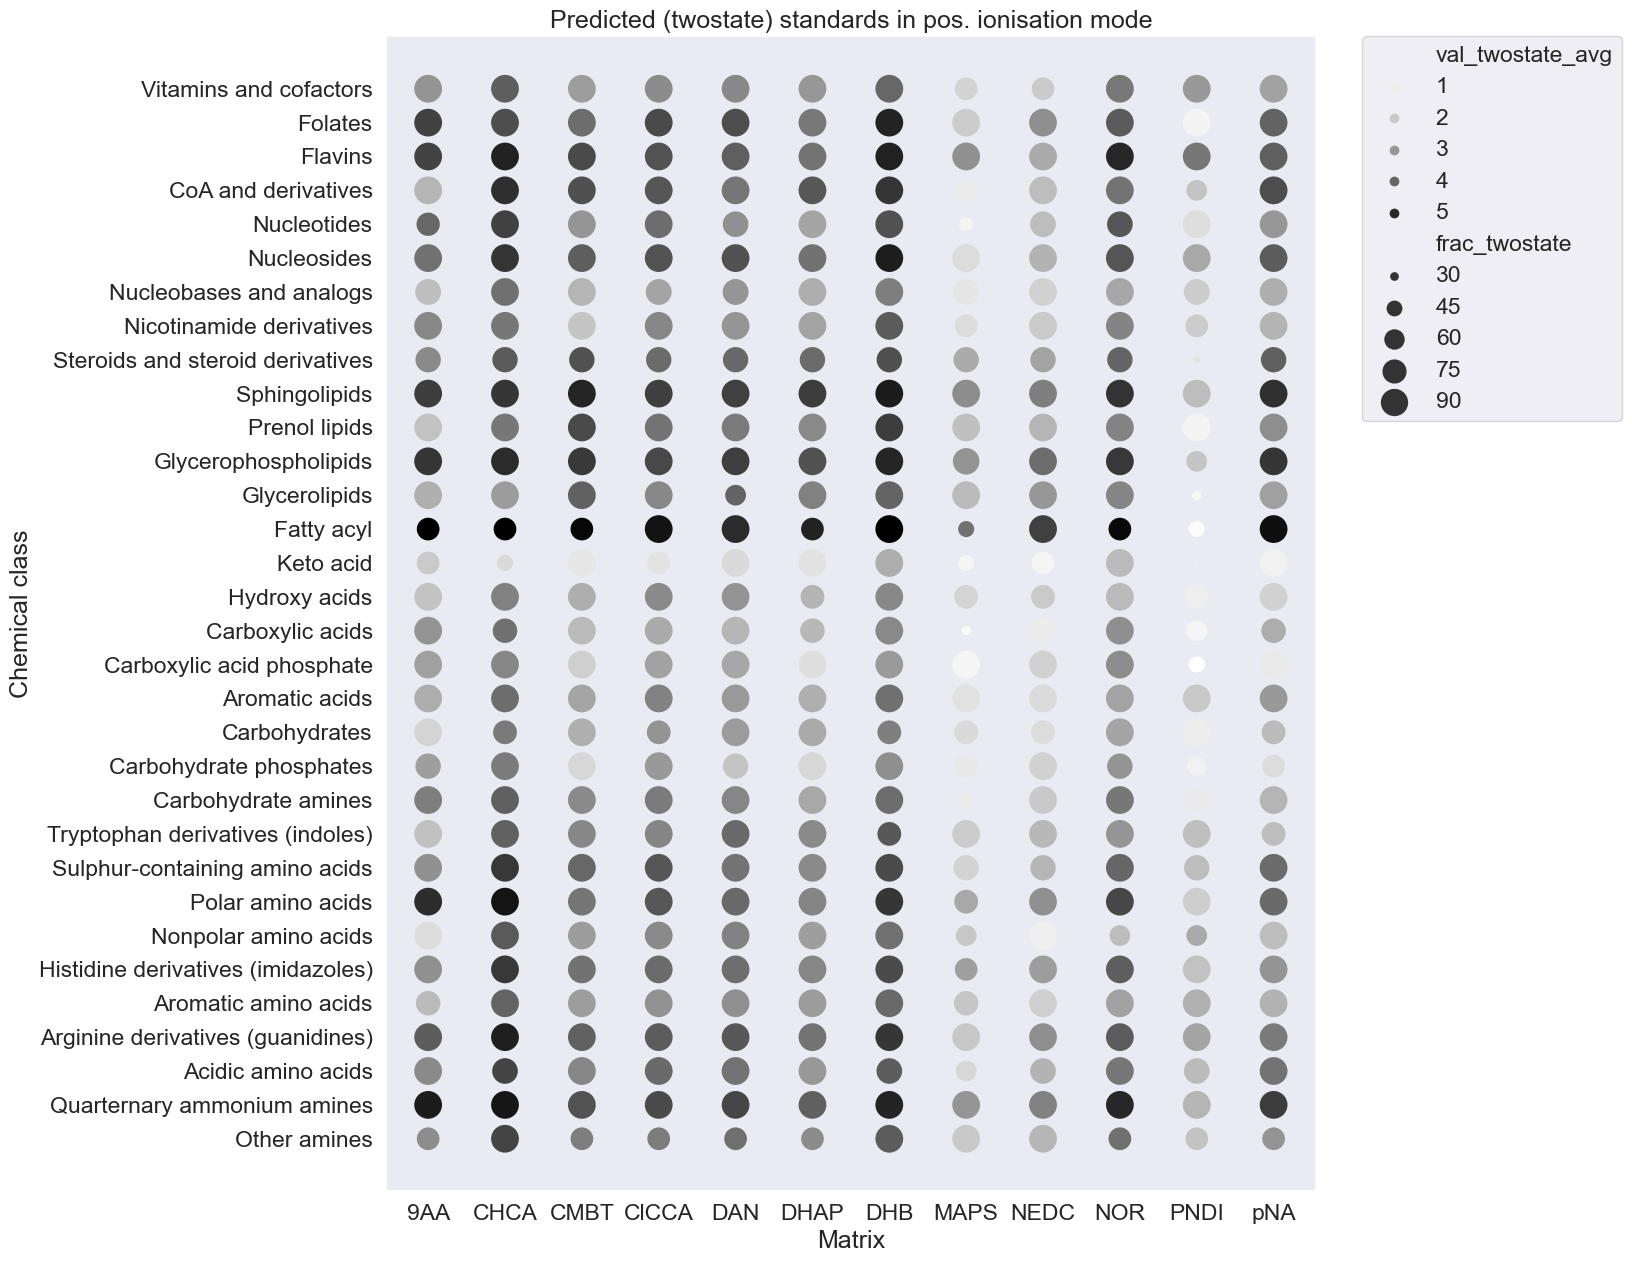 Predicted (twostate) standards in pos. ionisation mode
Chemical class
Vitamins and cofactors
Folates
Flavins
CoA and derivatives
Nucleotides
Nucleosides
Nucleobases and analogs
Nicotinamide derivatives
Steroids and steroid derivatives
Sphingolipids
Prenol lipids
Glycerophospholipids
Glycerolipids
Fatty acyl
Keto acid
Hydroxy acids
Carboxylic acids
Carboxylic acid phosphate
Aromatic acids
Carbohydrates
Carbohydrate phosphates
Carbohydrate amines
Tryptophan derivatives (indoles)
Sulphur-containing amino acids
Polar amino acids
Nonpolar amino acids
Histidine derivatives (imidazoles)
Aromatic amino acids
Arginine derivatives (guanidines)
Acidic amino acids
Quarternary ammonium amines
Other amines
9AA CHCA CMBT ClCCA DAN DHAP DHB MAPS NEDC NOR PNDI pNA
Matrix
val_twostate_avg
1
2
3
4
5
frac_twostate
30
45
60
75
90